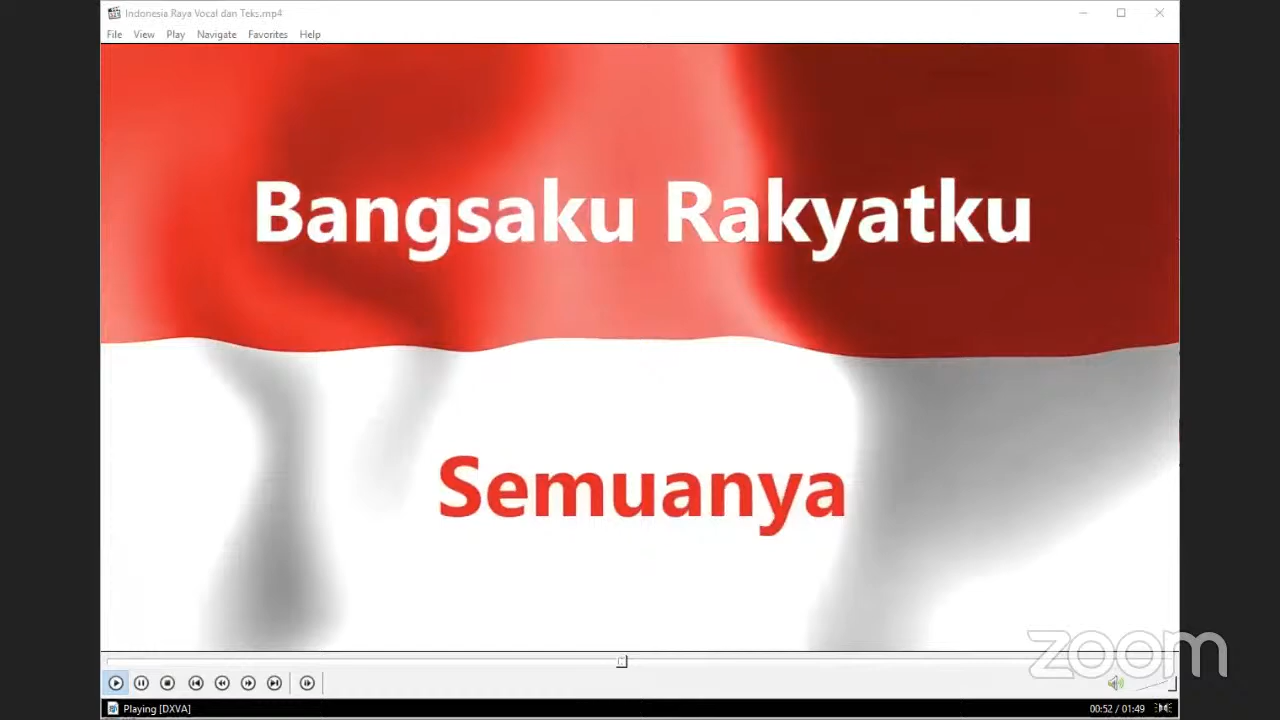 Indonesia Raya Vocal dan Teks.mp4
File View Play Navigate Favorites Help
Bangsaku Rakyatku
Semuanya
zoom
Playing [DXVA]
00:52 / 01:49